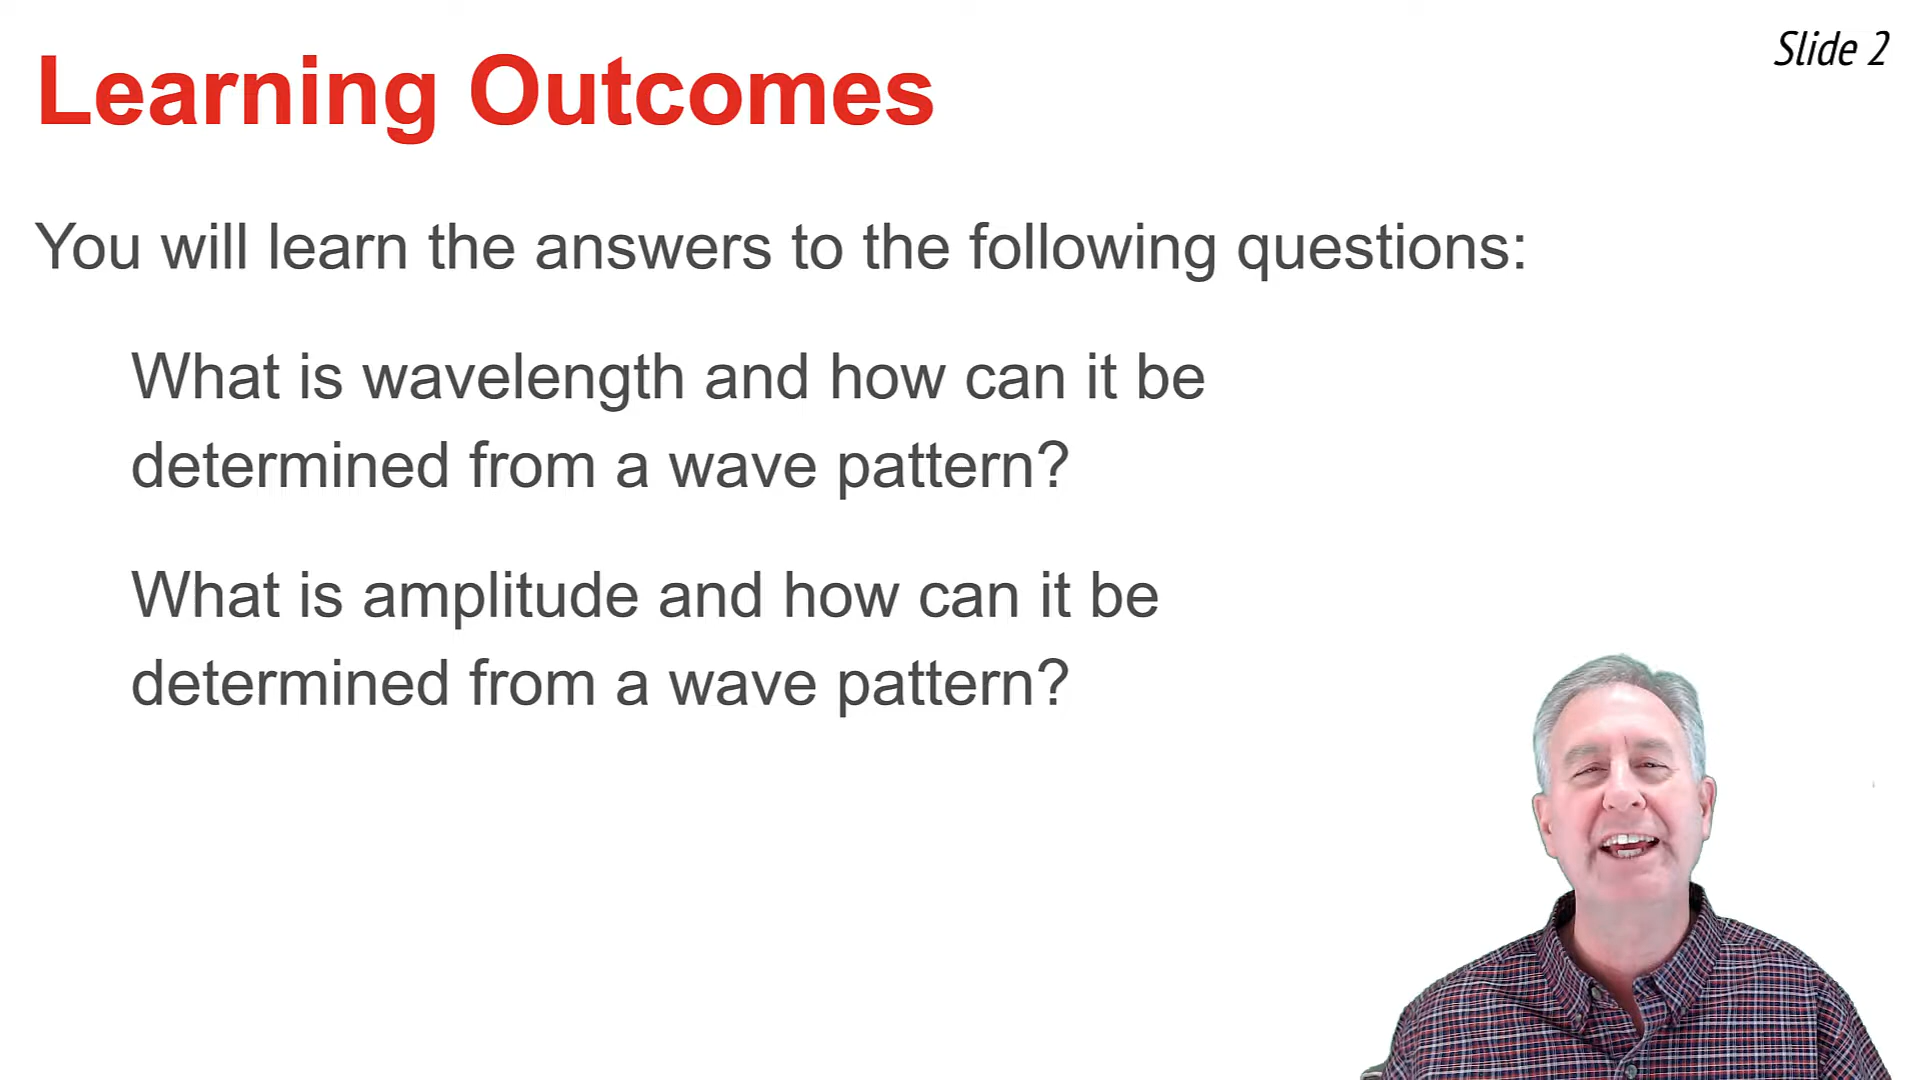 Slide 2
Learning Outcomes
You will learn the answers to the following questions:
What is wavelength and how can it be
determined from a wave pattern?
What is amplitude and how can it be
determined from a wave pattern?